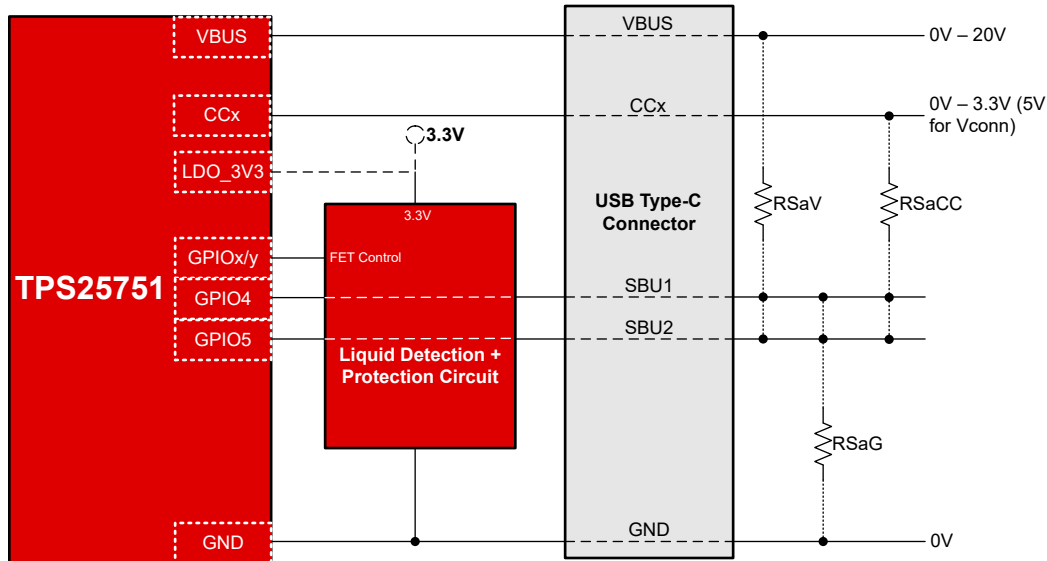 VBUS
VBUS
0V – 20V
CCx
CCx
0V – 3.3V (5V
for Vconn)
3.3V
LDO_3V3
3.3V
USB Type-C
Connector
RSaV
RSaCC
GPIOx/y
FET Control
TPS25751
GPIO4
SBU1
GPIO5
SBU2
Liquid Detection +
Protection Circuit
RSaG
GND
GND
0V